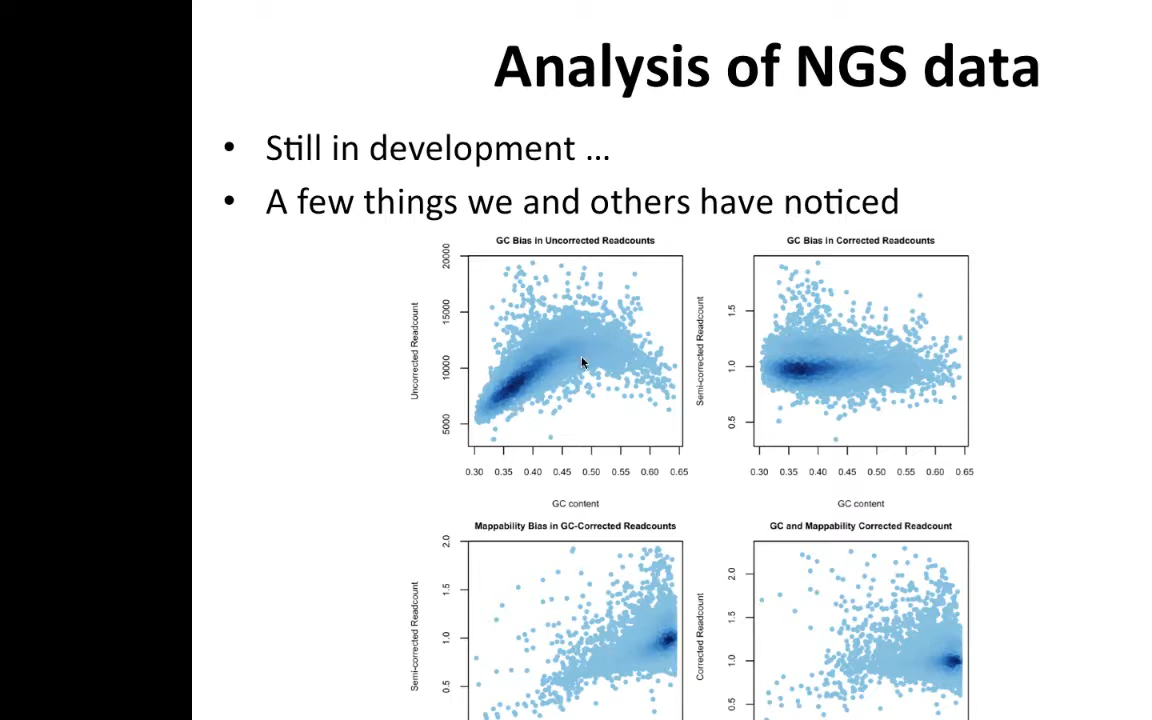 Analysis of NGS data
• Still in development ...
• A few things we and others have noticed
GC Bias in Uncorrected Readcounts
Uncorrected Readcount
20000
15000
10000
5000
0.30 0.35 0.40 0.45 0.50 0.55 0.60 0.65
GC content
GC Bias in Corrected Readcounts
Semi-corrected Readcount
1.5
1.0
0.5
0.30 0.35 0.40 0.45 0.50 0.55 0.60 0.65
GC content
Mappability Bias in GC-Corrected Readcounts
Semi-corrected Readcount
2.0
1.5
1.0
0.5
GC and Mappability Corrected Readcount
Corrected Readcount
2.0
1.5
1.0
0.5